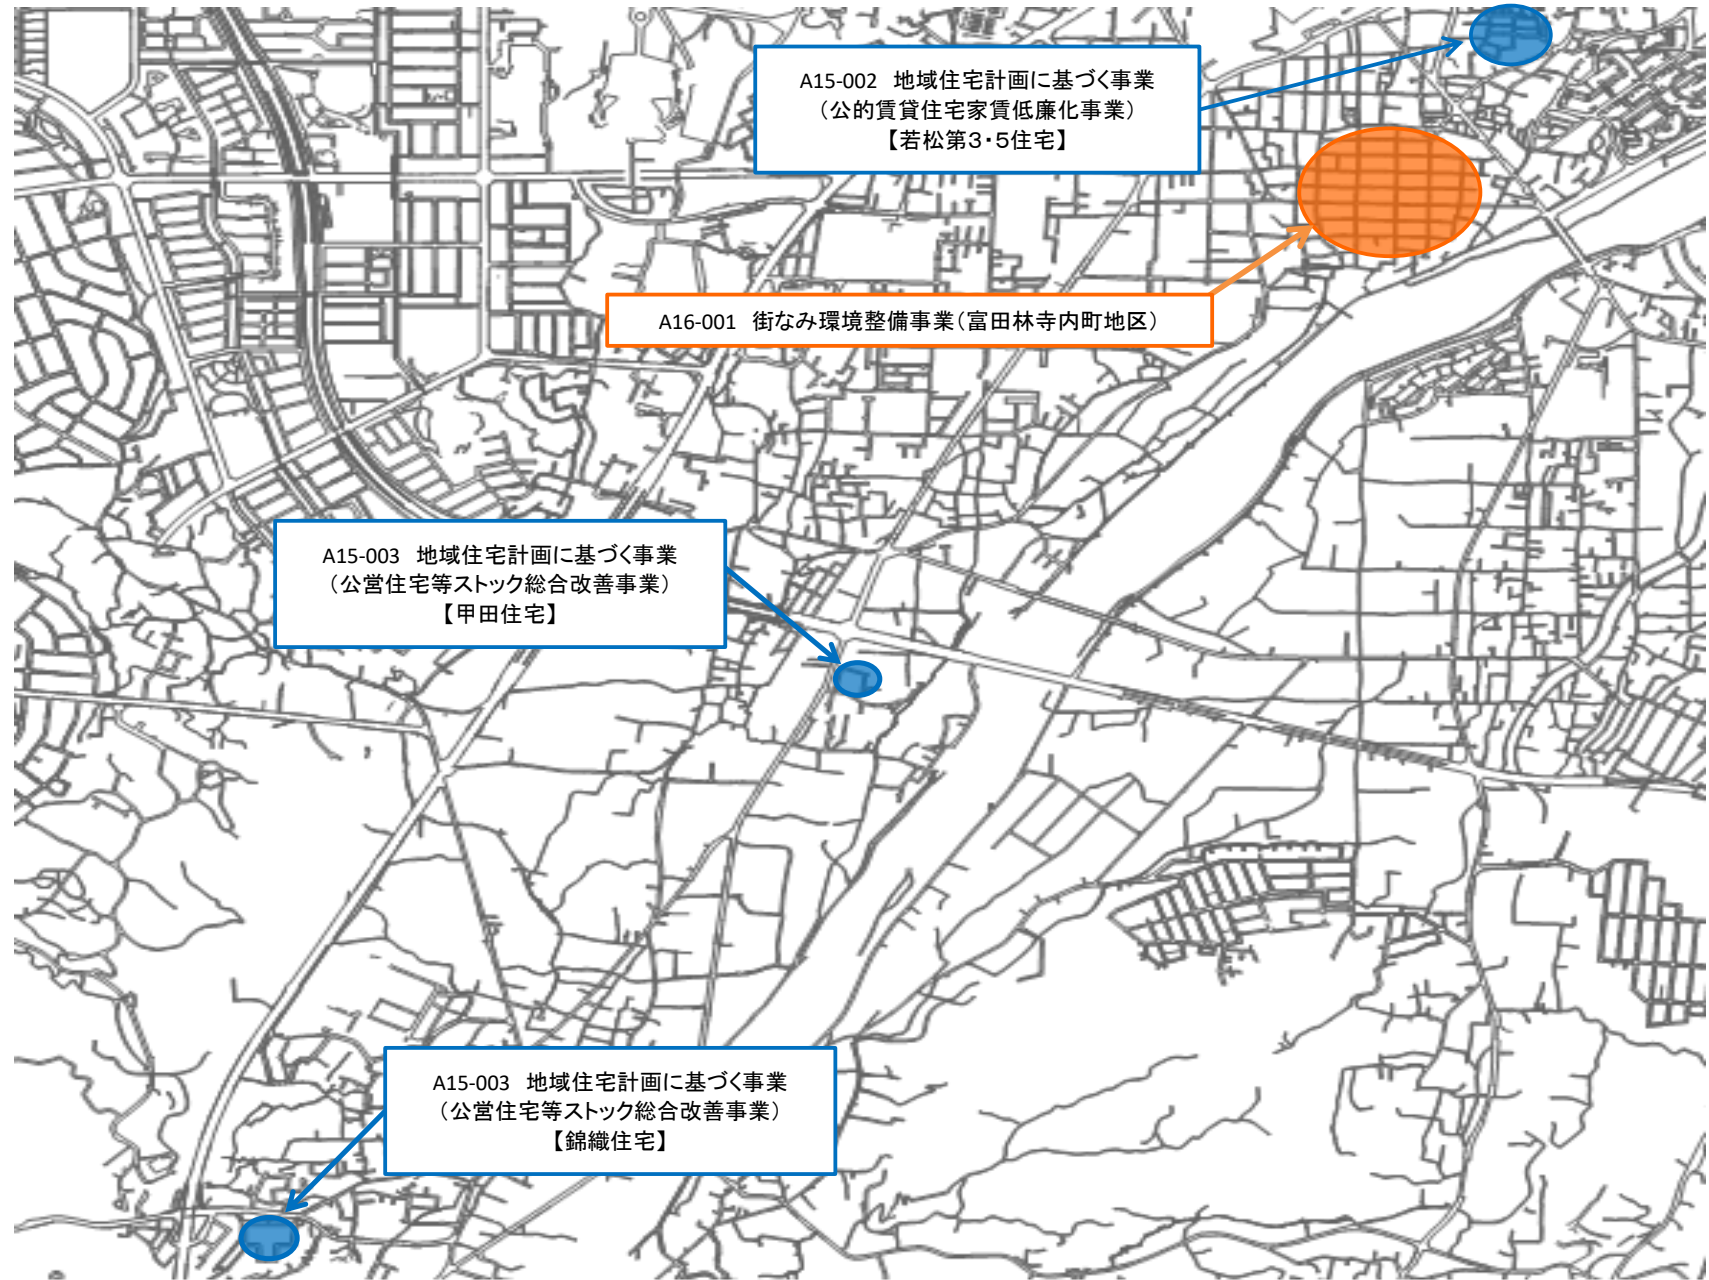 A15-002 地域住宅計画に基づく事業
（公的賃貸住宅家賃低廉化事業）
【若松第3・5住宅】
A16-001 街なみ環境整備事業（富田林寺内町地区）
A15-003 地域住宅計画に基づく事業
（公営住宅等ストック総合改善事業）
【甲田住宅】
A15-003 地域住宅計画に基づく事業
（公営住宅等ストック総合改善事業）
【錦織住宅】